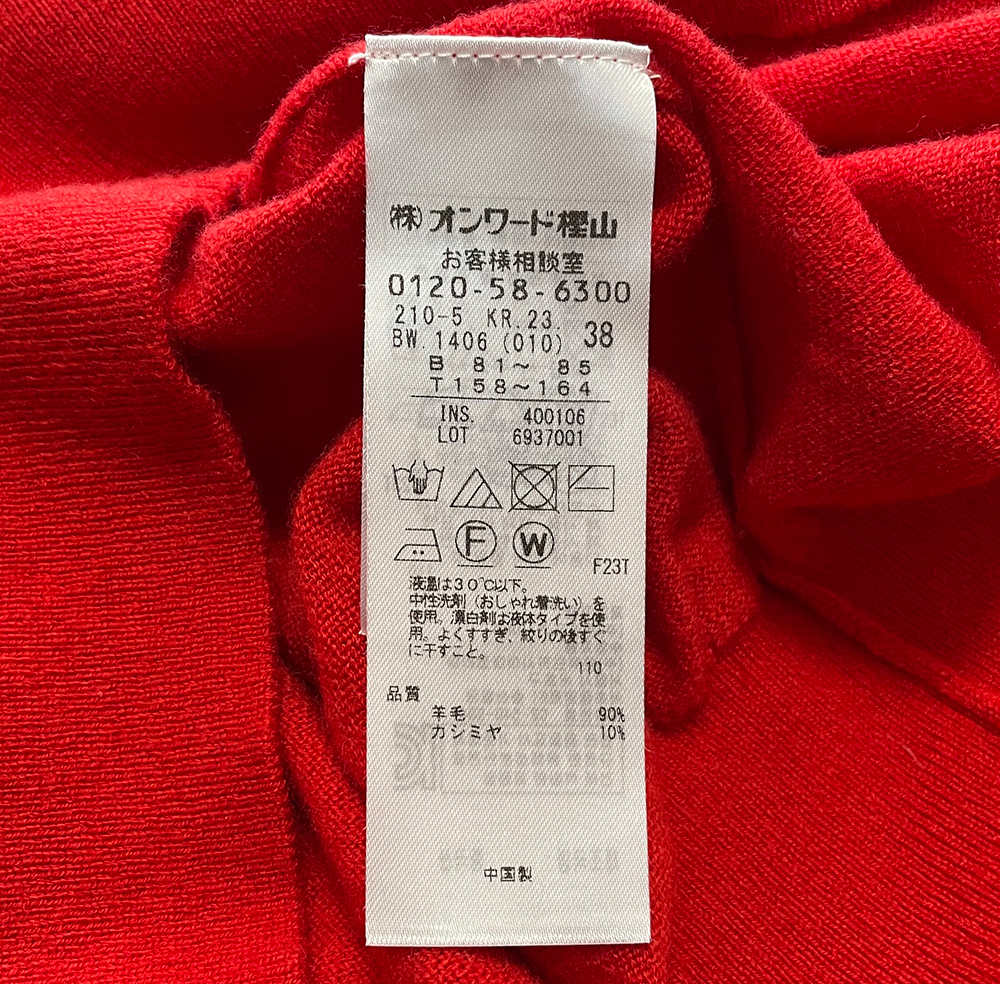 (株)オンワード樫山
お客様相談室
0120-58-6300
210-5 KR.23. 38
BW.1406(010)
B 81～ 85
T158～164
INS. 400106
LOT 6937001
F
W
F23T
液温は30℃以下。
中性洗剤（おしゃれ着洗い）を
使用。漂白剤は液体タイプを使
用。よくすすぎ、絞りの後すぐ
に干すこと。
110
品質
羊毛 90%
カシミヤ 10%
中国製